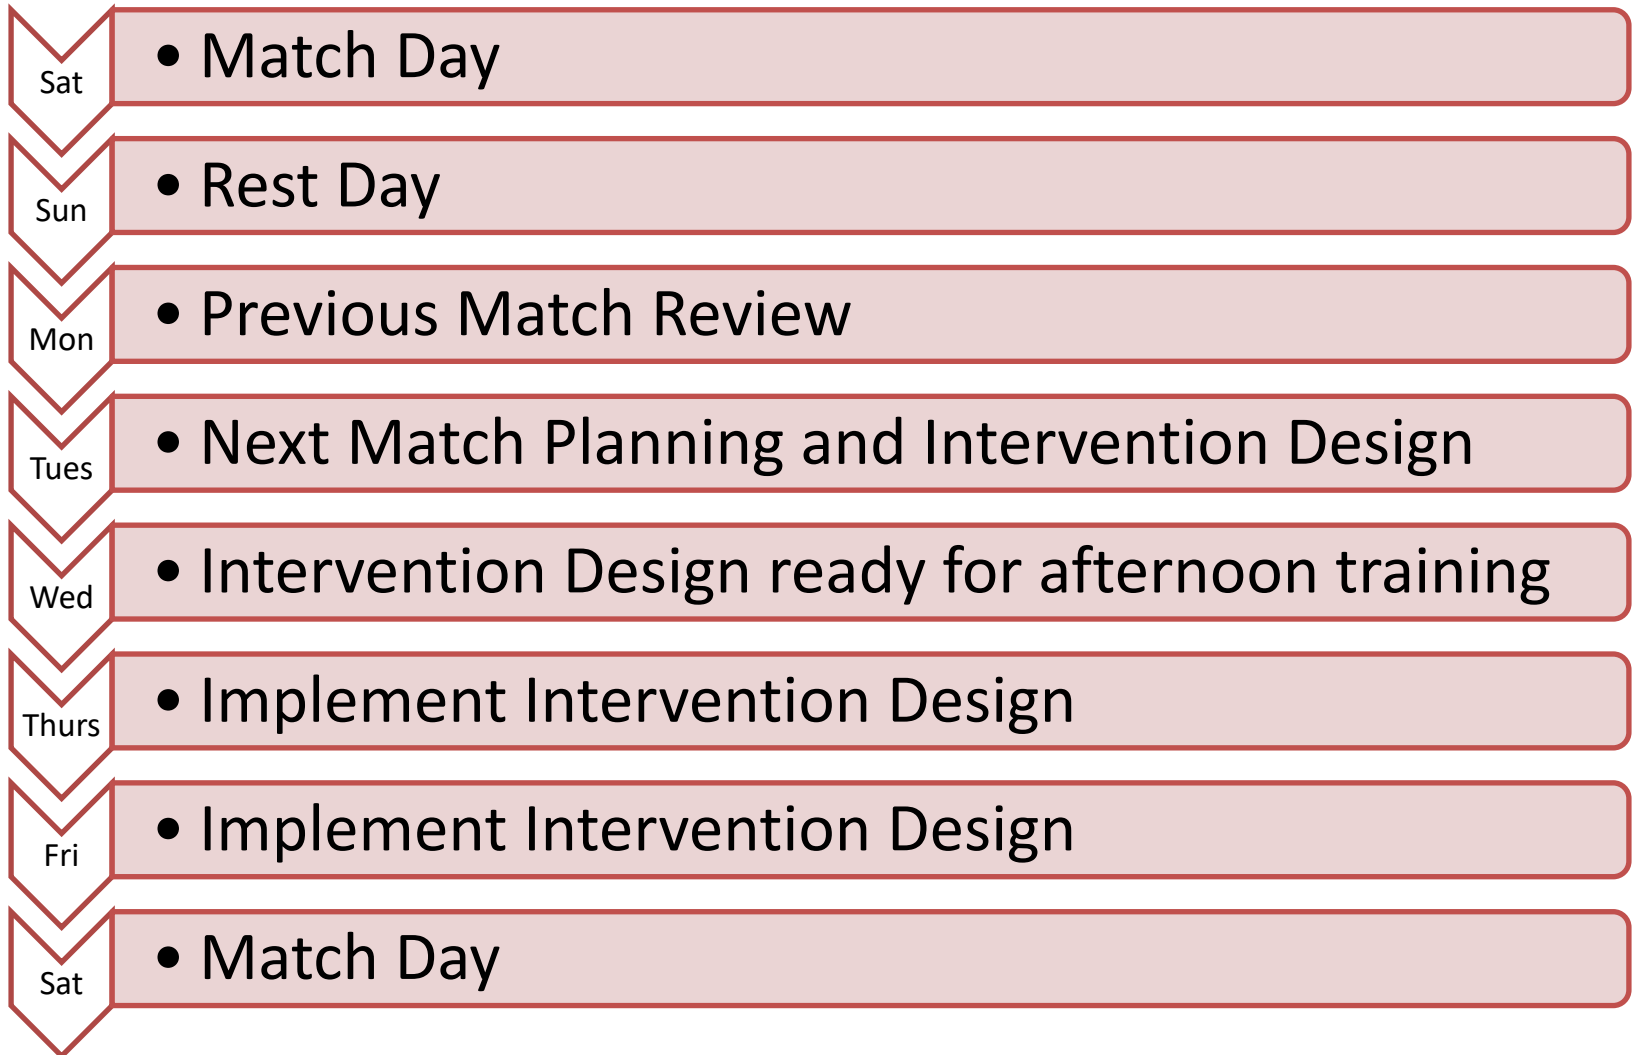 Sat
• Match Day
Sun
• Rest Day
Mon
• Previous Match Review
Tues
• Next Match Planning and Intervention Design
Wed
• Intervention Design ready for afternoon training
Thurs
• Implement Intervention Design
Fri
• Implement Intervention Design
Sat
• Match Day